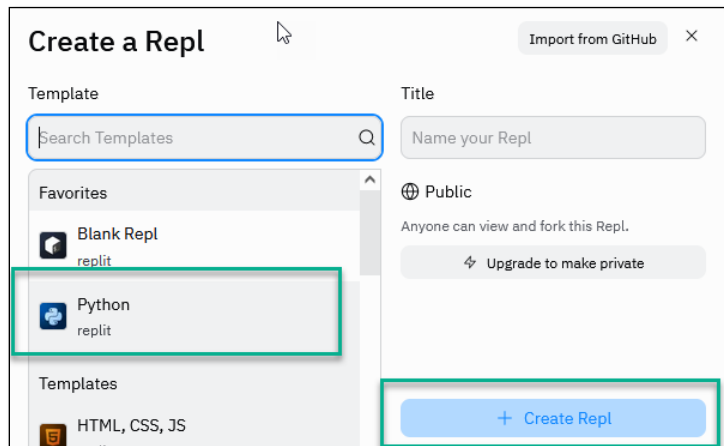 Create a Repl
Import from GitHub
Template
Search Templates
Favorites
Blank Repl
replit
Python
replit
Templates
HTML, CSS, JS
Title
Name your Repl
Public
Anyone can view and fork this Repl.
Upgrade to make private
+ Create Repl